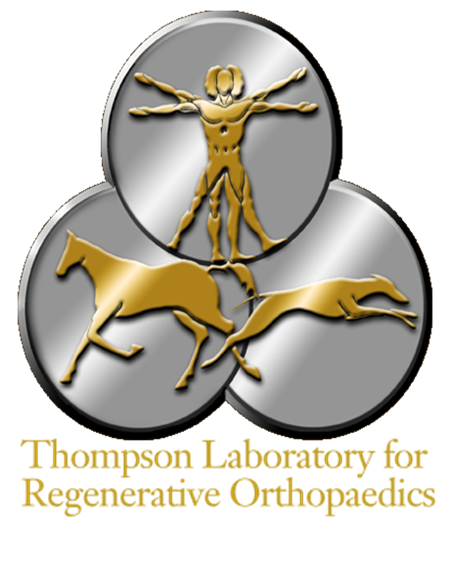 Thompson Laboratory for
Regenerative Orthopaedics